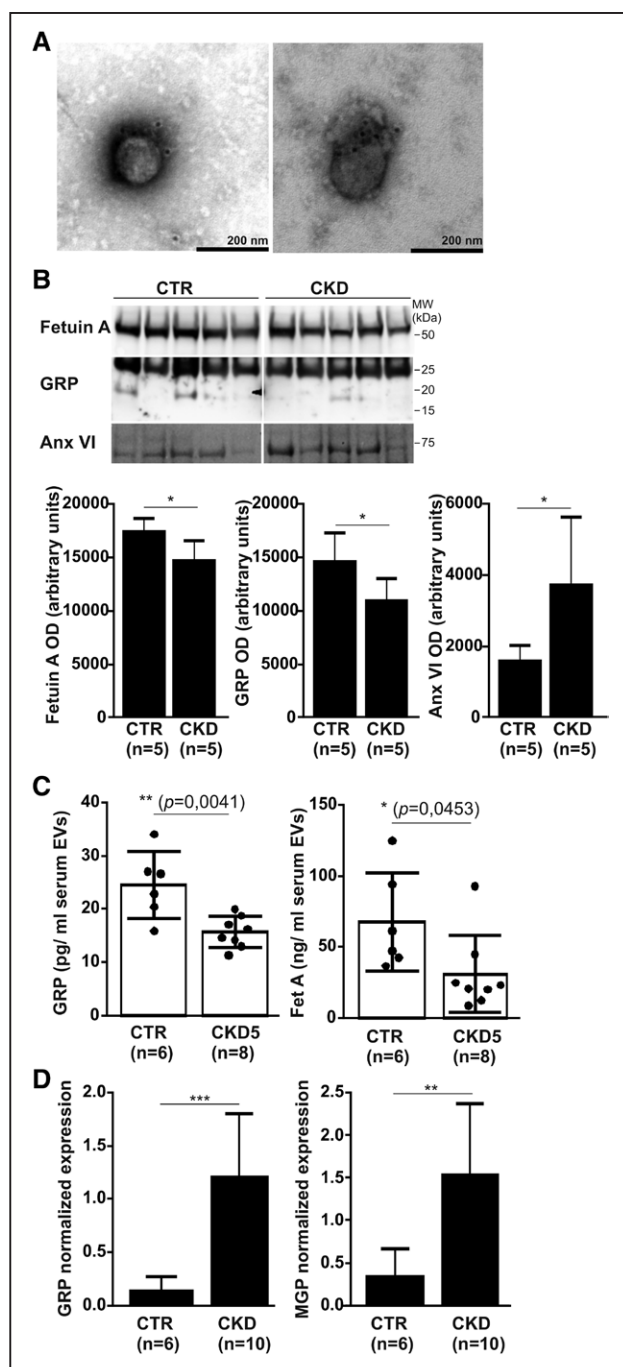 A
200 nm 200 nm
B
CTR CKD
MW
(kDa)
Fetuin A
–50
GRP
–25
–20
–15
Anx VI
–75
Fetuin A OD (arbitrary units)
20000
15000
10000
5000
0
*
CTR CKD
(n=5) (n=5)
GRP OD (arbitrary units)
20000
15000
10000
5000
0
*
CTR CKD
(n=5) (n=5)
Anx VI OD (arbitrary units)
6000
4000
2000
0
*
CTR CKD
(n=5) (n=5)
C
GRP (pg/ ml serum EVs)
40
30
20
10
0
** (p=0,0041)
CTR CKD5
(n=6) (n=8)
Fet A (ng/ ml serum EVs)
150
100
50
0
* (p=0,0453)
CTR CKD5
(n=6) (n=8)
D
GRP normalized expression
2.0
1.5
1.0
0.5
0.0
***
CTR CKD
(n=6) (n=10)
MGP normalized expression
2.5
2.0
1.5
1.0
0.5
0.0
**
CTR CKD
(n=6) (n=10)